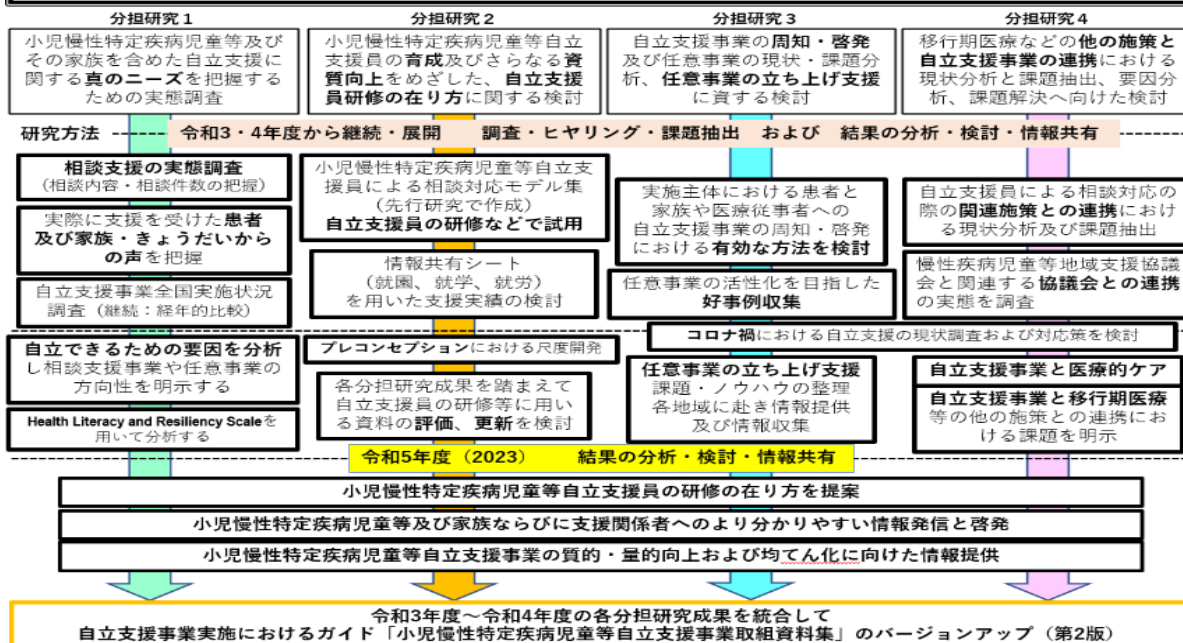 分担研究1
小児慢性特定疾病児童等及び
その家族を含めた自立支援に
関する真のニーズを把握する
ための実態調査
分担研究2
小児慢性特定疾病児童等自立
支援員の育成及びさらなる資
質向上をめざした、自立支援
員研修の在り方に関する検討
分担研究3
自立支援事業の周知・啓発
及び任意事業の現状・課題分
析、任意事業の立ち上げ支援
に資する検討
分担研究4
移行期医療などの他の施策と
自立支援事業の連携における
現状分析と課題抽出、要因分
析、課題解決へ向けた検討
研究方法
令和3・4年度から継続・展開 調査・ヒヤリング・課題抽出 および 結果の分析・検討・情報共有
相談支援の実態調査
(相談内容・相談件数の把握)
実際に支援を受けた患者
及び家族・きょうだいから
の声を把握
自立支援事業全国実施状況
調査(継続:経年的比較)
小児慢性特定疾病児童等自立支
援員による相談対応モデル集
(先行研究で作成)
自立支援員の研修などで試用
情報共有シート
(就園、就学、就労)
を用いた支援実績の検討
実施主体における患者と
家族や医療従事者への
自立支援事業の周知・啓発
における有効な方法を検討
任意事業の活性化を目指した
好事例収集
自立支援員による相談対応の
際の関連施策との連携におけ
る現状分析及び課題抽出
慢性疾病児童等地域支援協議
会と関連する協議会との連携
の実態を調査
コロナ禍における自立支援の現状調査および対応策を検討
自立できるための要因を分析
し相談支援事業や任意事業の
方向性を明示する
Health Literacy and Resiliency Scaleを
用いて分析する
プレコンセプションにおける尺度開発
各分担研究成果を踏まえて
自立支援員の研修等に用い
る資料の評価、更新を検討
任意事業の立ち上げ支援
課題・ノウハウの整理
各地域に赴き情報提供
及び情報収集
自立支援事業と医療的ケア
自立支援事業と移行期医療
等の他の施策との連携にお
ける課題を明示
令和5年度(2023) 結果の分析・検討・情報共有
小児慢性特定疾病児童等自立支援員の研修の在り方を提案
小児慢性特定疾病児童等及び家族ならびに支援関係者へのより分かりやすい情報発信と啓発
小児慢性特定疾病児童等自立支援事業の質的・量的向上および均てん化に向けた情報提供
令和3年度~令和4年度の各分担研究成果を統合して
自立支援事業実施におけるガイド「小児慢性特定疾病児童等自立支援事業取組資料集」のバージョンアップ(第2版)